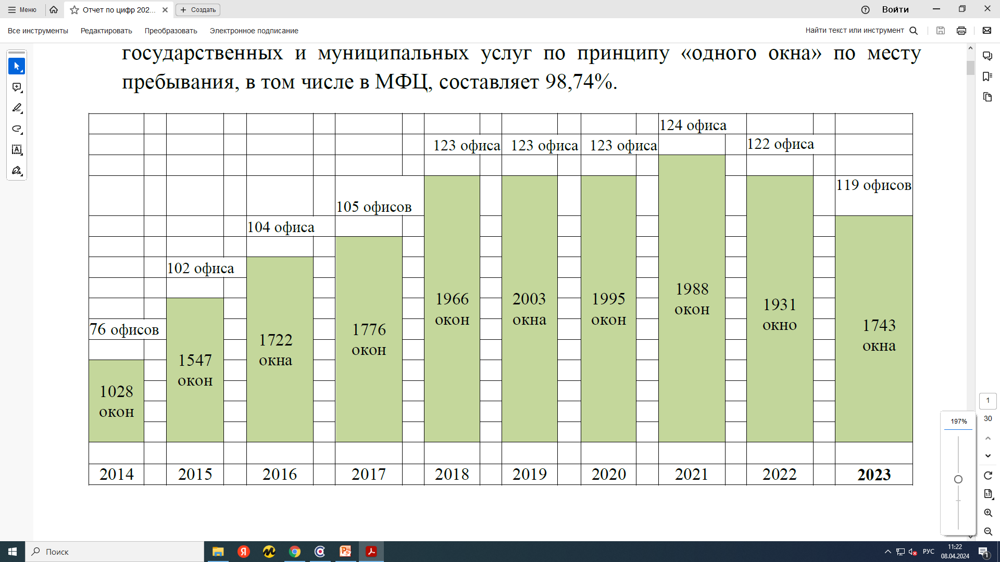 Меню
Отчет по цифр 202...
Создать
Войти
Все инструменты
Редактировать
Преобразовать
Электронное подписание
Найти текст или инструмент
государственных и муниципальных услуг по принципу «одного окна» по месту
пребывания, в том числе в МФЦ, составляет 98,74%.
124 офиса
123 офиса
123 офиса
123 офиса
122 офиса
119 офисов
105 офисов
104 офиса
102 офиса
76 офисов
1028
окон
1547
окон
1722
окна
1776
окон
1966
окон
2003
окна
1995
окон
1988
окон
1931
окно
1743
окна
2014
2015
2016
2017
2018
2019
2020
2021
2022
2023
1
30
197%
Поиск
РУС
11:22
08.04.2024
1